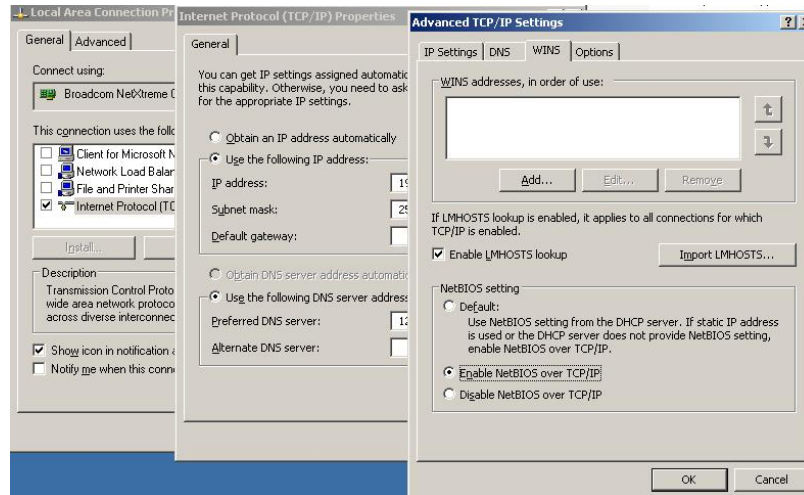 Local Area Connection Pr
General
Advanced
Connect using:
Broadcom NetXtreme
This connection uses the follo
Client for Microsoft N
Network Load Balan
File and Printer Shar
Internet Protocol (TC
Install...
Description
Transmission Control Proto
wide area network protoco
across diverse interconnec
Show icon in notification a
Notify me when this conn
Internet Protocol (TCP/IP) Properties
General
You can get IP settings assigned automatic
this capability. Otherwise, you need to ask
for the appropriate IP settings.
Obtain an IP address automatically
Use the following IP address:
IP address:
19
Subnet mask:
25
Default gateway:
Obtain DNS server address automatic
Use the following DNS server address
Preferred DNS server:
12
Alternate DNS server:
Advanced TCP/IP Settings
IP Settings
DNS
WINS
Options
WINS addresses, in order of use:
Add...
Edit...
Remove
If LMHOSTS lookup is enabled, it applies to all connections for which
TCP/IP is enabled.
Enable LMHOSTS lookup
Import LMHOSTS...
NetBIOS setting
Default:
Use NetBIOS setting from the DHCP server. If static IP address
is used or the DHCP server does not provide NetBIOS setting,
enable NetBIOS over TCP/IP.
Enable NetBIOS over TCP/IP
Disable NetBIOS over TCP/IP
OK
Cancel